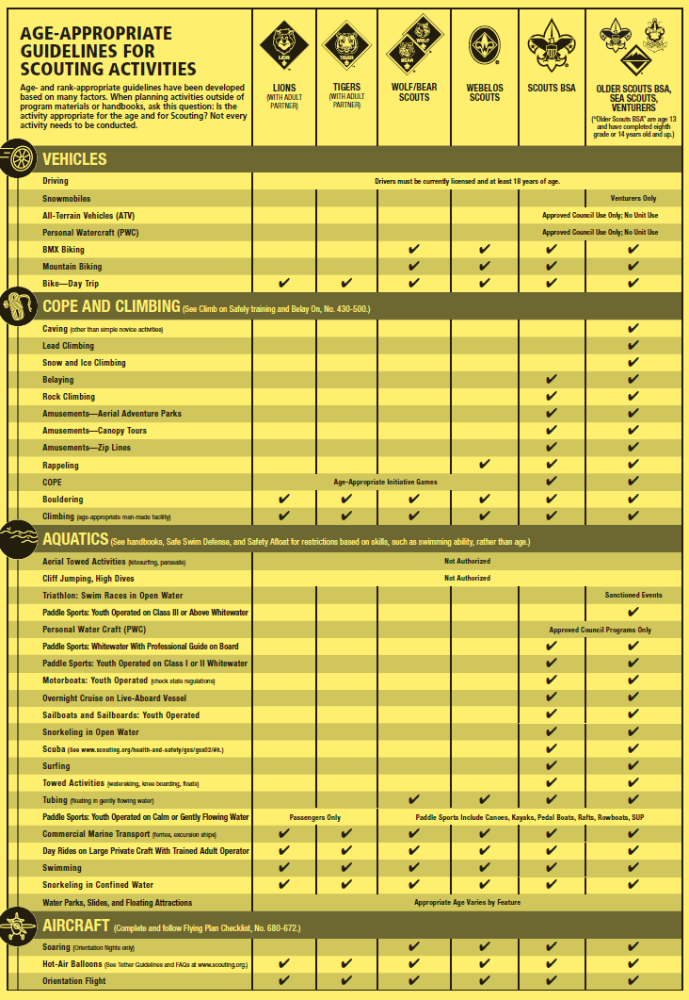 AGE-APPROPRIATE
GUIDELINES FOR
SCOUTING ACTIVITIES
Age- and rank-appropriate guidelines have been developed
based on many factors. When planning activities outside of
program materials or handbooks, ask this question: Is the
activity appropriate for the age and for Scouting? Not every
activity needs to be conducted.
LION
LIONS
(WITH ADULT
PARTNER)
TIGER
TIGERS
(WITH ADULT
PARTNER)
WOLF
BEAR
WOLF/BEAR
SCOUTS
WEBELOS
SCOUTS
SCOUTS BSA
OLDER SCOUTS BSA,
SEA SCOUTS,
VENTURERS
("Older Scouts BSA" are age 13
and have completed eighth
grade or 14 years old and up.)
VEHICLES
Driving Drivers must be currently licensed and at least 18 years of age.
Snowmobiles Venturers Only
All-Terrain Vehicles (ATV) Approved Council Use Only; No Unit Use
Personal Watercraft (PWC) Approved Council Use Only; No Unit Use
BMX Biking ✔ ✔ ✔ ✔
Mountain Biking ✔ ✔ ✔ ✔
Bike—Day Trip ✔ ✔ ✔ ✔ ✔ ✔
COPE AND CLIMBING (See Climb on Safely training and Belay On, No. 430-500.)
Caving (other than simple novice activities) ✔
Lead Climbing ✔
Snow and Ice Climbing ✔
Belaying ✔ ✔
Rock Climbing ✔ ✔
Amusements—Aerial Adventure Parks ✔ ✔
Amusements—Canopy Tours ✔ ✔
Amusements—Zip Lines ✔ ✔
Rappeling ✔ ✔ ✔
COPE Age-Appropriate Initiative Games ✔ ✔
Bouldering ✔ ✔ ✔ ✔ ✔ ✔
Climbing (age-appropriate man-made facility) ✔ ✔ ✔ ✔ ✔ ✔
AQUATICS (See handbooks, Safe Swim Defense, and Safety Afloat for restrictions based on skills, such as swimming ability, rather than age.)
Aerial Towed Activities (kitesurfing, parasails) Not Authorized
Cliff Jumping, High Dives Not Authorized
Triathlon: Swim Races in Open Water Sanctioned Events
Paddle Sports: Youth Operated on Class III or Above Whitewater ✔
Personal Water Craft (PWC) Approved Council Programs Only
Paddle Sports: Whitewater With Professional Guide on Board ✔ ✔
Paddle Sports: Youth Operated on Class I or II Whitewater ✔ ✔
Motorboats: Youth Operated (check state regulations) ✔ ✔
Overnight Cruise on Live-Aboard Vessel ✔ ✔
Sailboats and Sailboards: Youth Operated ✔ ✔
Snorkeling in Open Water ✔ ✔
Scuba (See www.scouting.org/health-and-safety/gss/gss02/#h.) ✔ ✔
Surfing ✔ ✔
Towed Activities (waterskiing, knee boarding, floats) ✔ ✔
Tubing (floating in gently flowing water) ✔ ✔ ✔ ✔
Paddle Sports: Youth Operated on Calm or Gently Flowing Water Passengers Only Paddle Sports Include Canoes, Kayaks, Pedal Boats, Rafts, Rowboats, SUP
Commercial Marine Transport (ferries, excursion ships) ✔ ✔ ✔ ✔ ✔ ✔
Day Rides on Large Private Craft With Trained Adult Operator ✔ ✔ ✔ ✔ ✔ ✔
Swimming ✔ ✔ ✔ ✔ ✔ ✔
Snorkeling in Confined Water ✔ ✔ ✔ ✔ ✔ ✔
Water Parks, Slides, and Floating Attractions Appropriate Age Varies by Feature
AIRCRAFT (Complete and follow Flying Plan Checklist, No. 680-672.)
Soaring (Orientation flights only) ✔ ✔ ✔ ✔
Hot-Air Balloons (See Tether Guidelines and FAQs at www.scouting.org.) ✔ ✔ ✔ ✔ ✔ ✔
Orientation Flight ✔ ✔ ✔ ✔ ✔ ✔